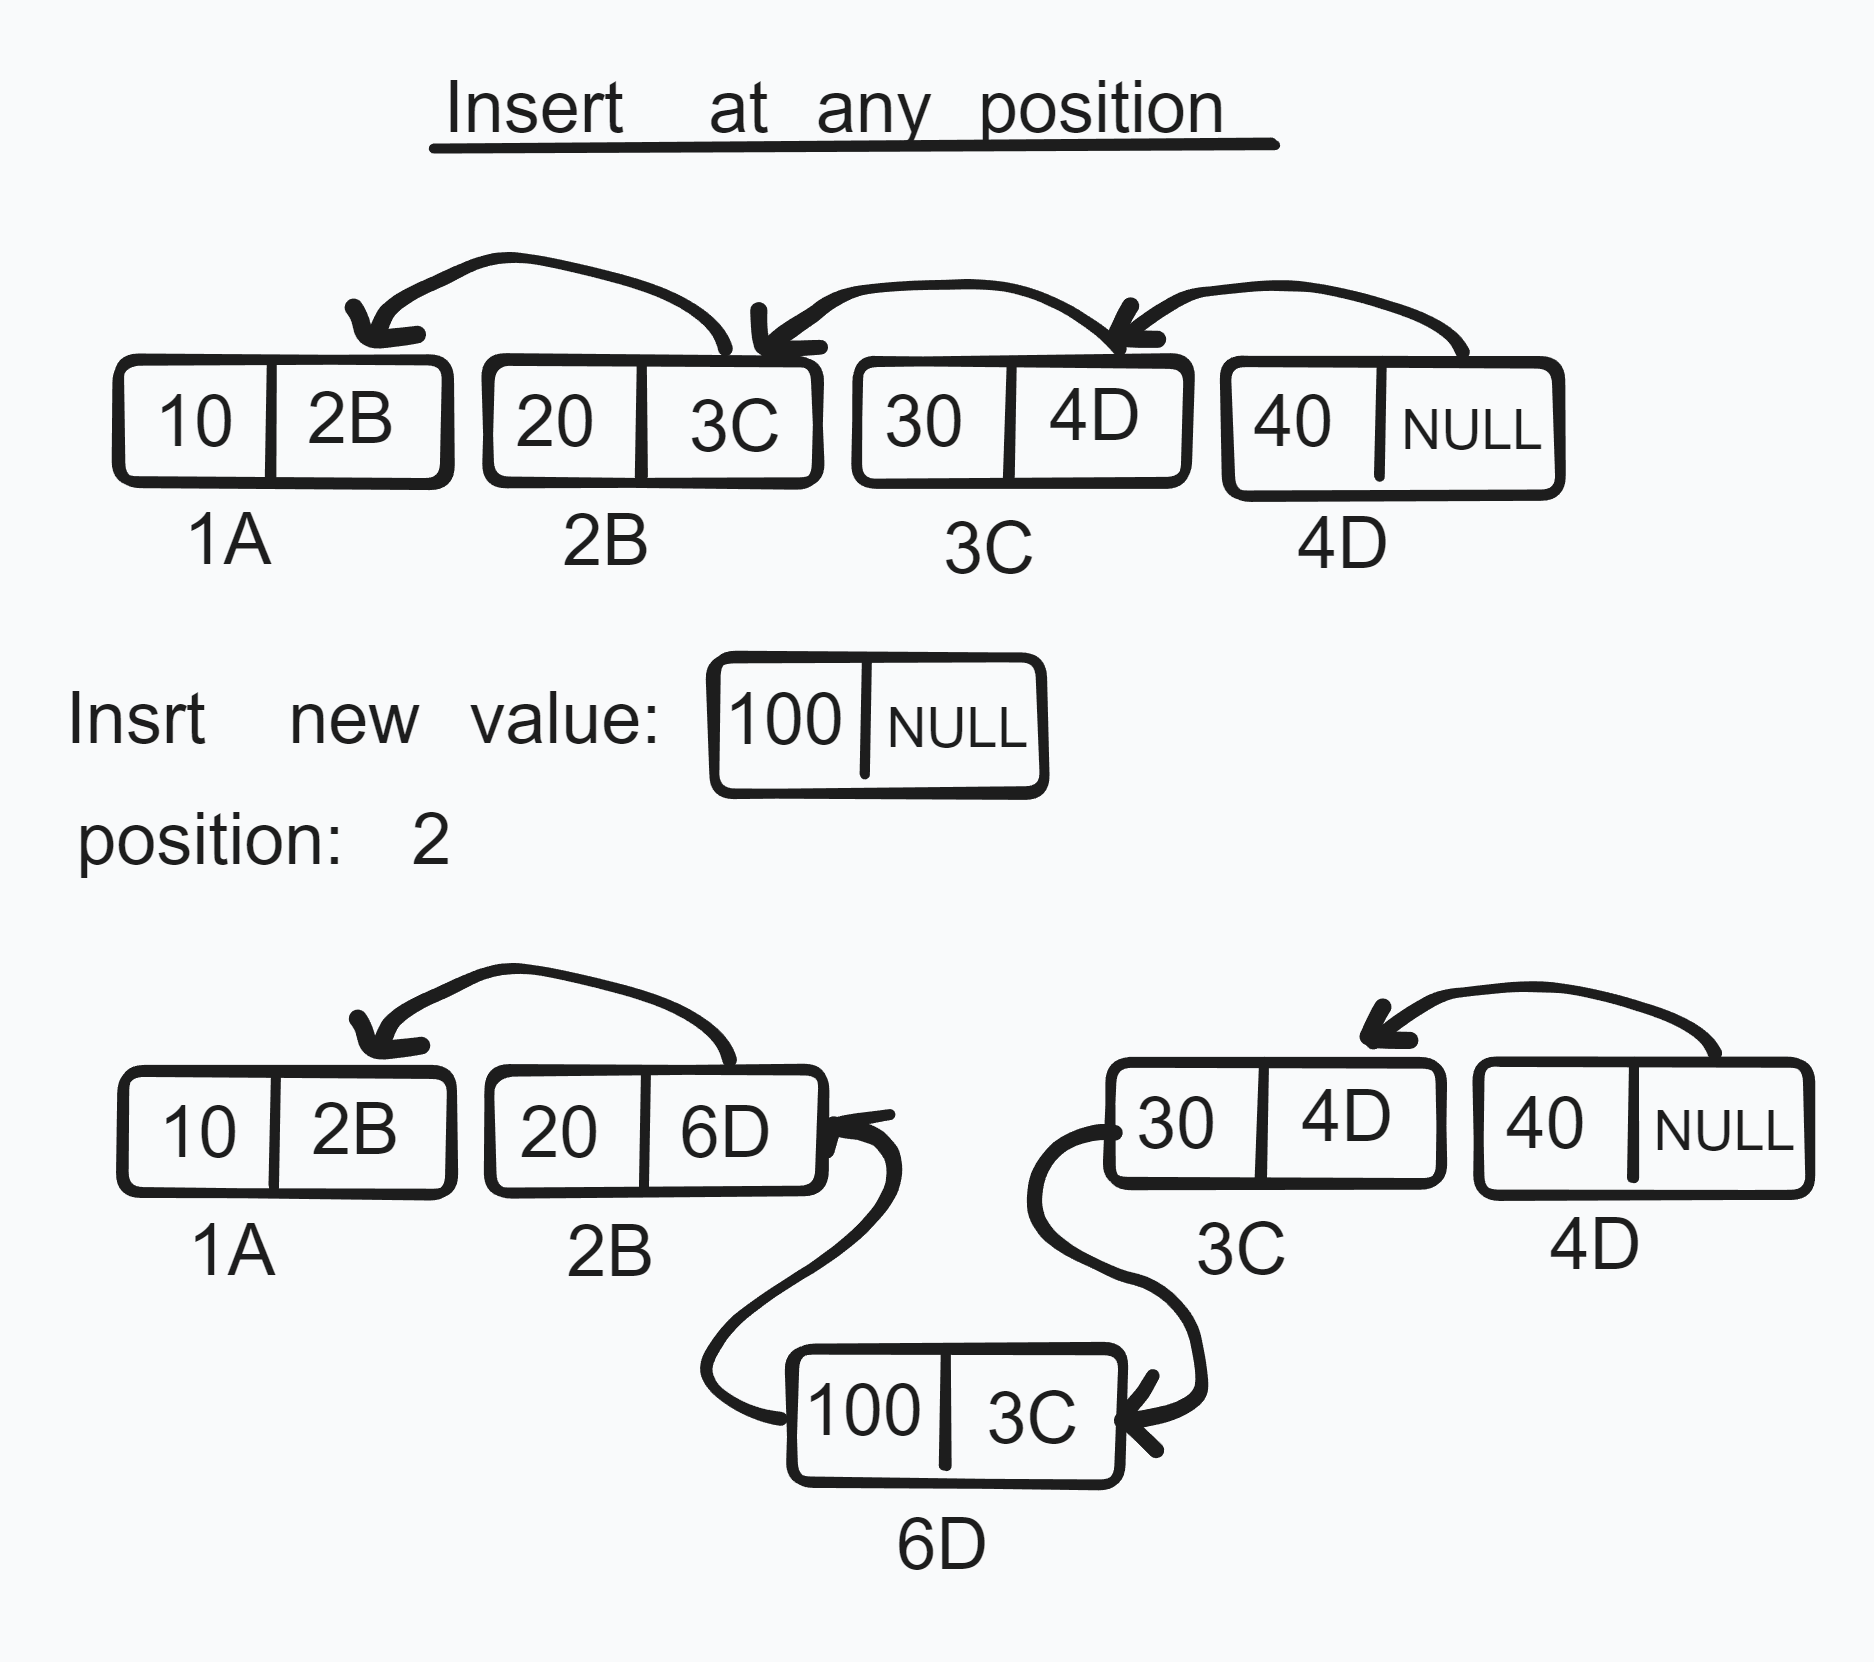 Insert at any position
10 2B 20 3C 30 4D 40 NULL
1A 2B 3C 4D
Insrt new value: 100 NULL
position: 2
10 2B 20 6D 30 4D 40 NULL
1A 2B 3C 4D
100 3C
6D